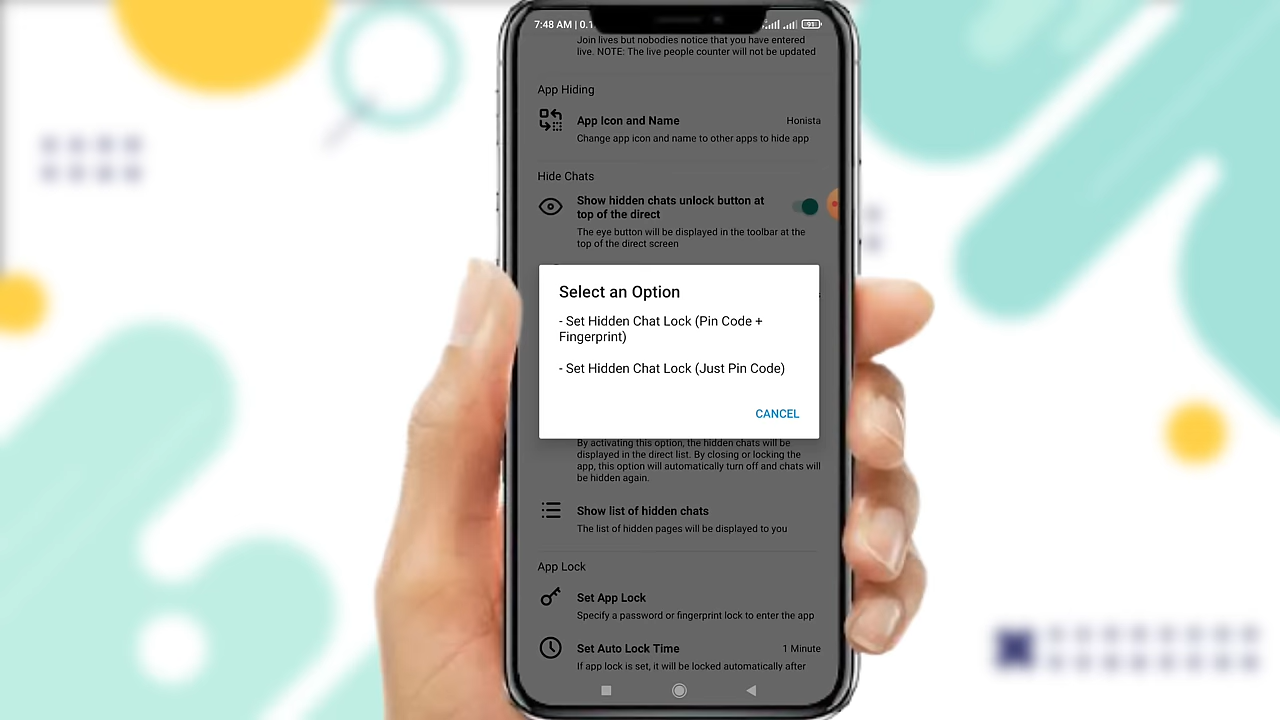 7:48 AM | 0.1
91
Join lives but nobodies notice that you have entered
live. NOTE: The live people counter will not be updated
App Hiding
App Icon and Name
Honista
Change app icon and name to other apps to hide app
Hide Chats
Show hidden chats unlock button at
top of the direct
The eye button will be displayed in the toolbar at the
top of the direct screen
Select an Option
- Set Hidden Chat Lock (Pin Code +
Fingerprint)
- Set Hidden Chat Lock (Just Pin Code)
CANCEL
By activating this option, the hidden chats will be
displayed in the direct list. By closing or locking the
app, this option will automatically turn off and chats will
be hidden again.
Show list of hidden chats
The list of hidden pages will be displayed to you
App Lock
Set App Lock
Specify a password or fingerprint lock to enter the app
Set Auto Lock Time
1 Minute
If app lock is set, it will be locked automatically after